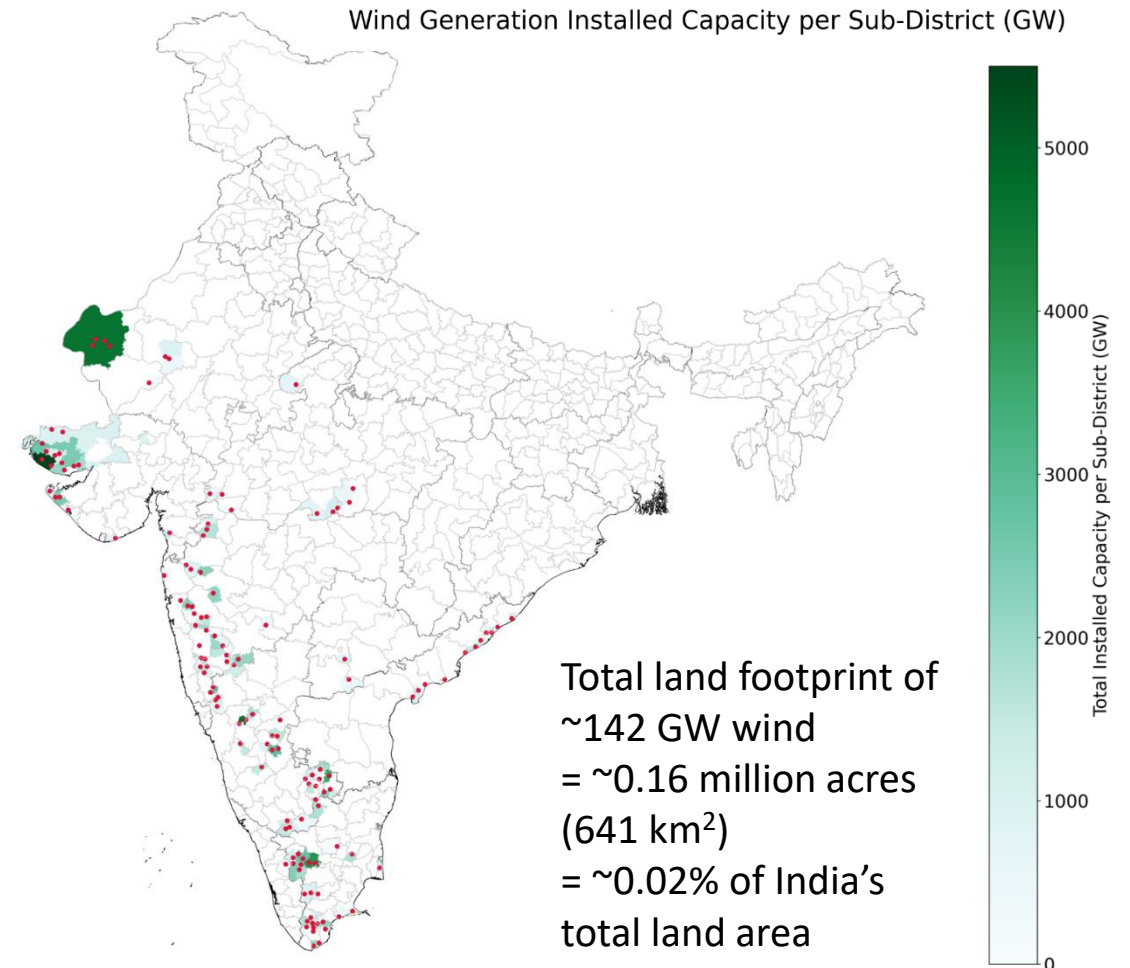 Wind Generation Installed Capacity per Sub-District (GW)
5000
4000
3000
2000
1000
0
Total Installed Capacity per Sub-District (GW)
Total land footprint of
~142 GW wind
= ~0.16 million acres
(641 km²)
= ~0.02% of India’s
total land area